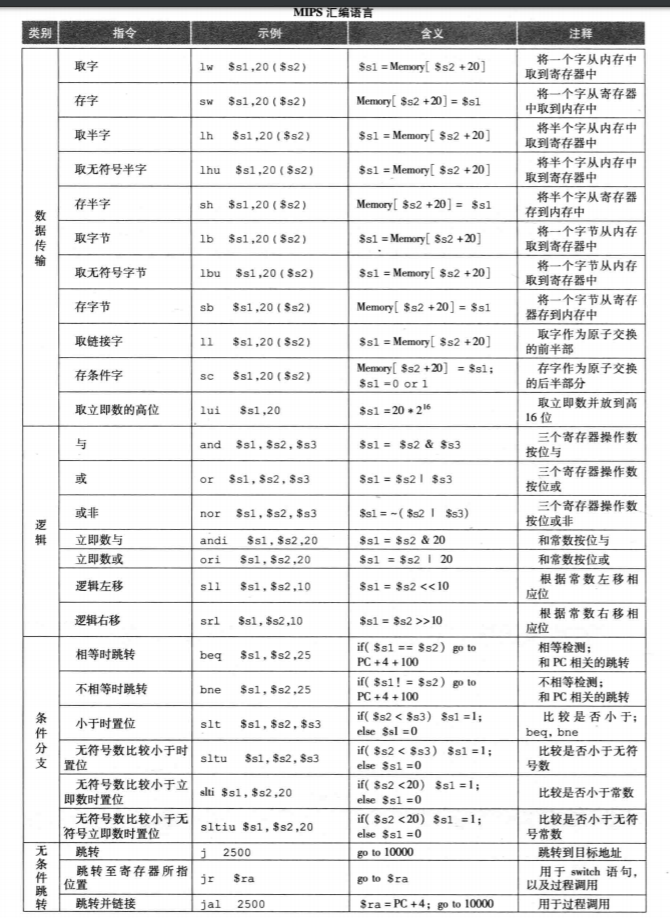 MIPS 汇编语言
类别 指令 示例 含义 注释
数据传输
取字 lw $s1,20($s2) $s1 = Memory[ $s2 +20] 将一个字从内存中
取到寄存器中
存字 sw $s1,20($s2) Memory[ $s2 +20] = $s1 将一个字从寄存器
中取到内存中
取半字 lh $s1,20($s2) $s1 = Memory[ $s2 +20] 将半个字从内存中
取到寄存器中
取无符号半字 lhu $s1,20($s2) $s1 = Memory[ $s2 +20] 将半个字从内存中
取到寄存器中
存半字 sh $s1,20($s2) Memory[ $s2 +20] = $s1 将半个字从寄存器
存到内存中
取字节 lb $s1,20($s2) $s1 = Memory[ $s2 +20] 将一个字节从内存
取到寄存器中
取无符号字节 lbu $s1,20($s2) $s1 = Memory[ $s2 +20] 将一个字节从内存
取到寄存器中
存字节 sb $s1,20($s2) Memory[ $s2 +20] = $s1 将一个字节从寄存
器存到内存中
取链接字 ll $s1,20($s2) $s1 = Memory[ $s2 +20] 取字作为原子交换
的前半部
存条件字 sc $s1,20($s2) Memory[ $s2 +20] = $s1; 存字作为原子交换
$s1 =0 or 1 的后半部分
取立即数的高位 lui $s1,20 $s1 =20 * 2¹⁶ 取立即数并放到高
16 位
逻辑
与 and $s1,$s2,$s3 $s1 = $s2 & $s3 三个寄存器操作数
按位与
或 or $s1,$s2,$s3 $s1 = $s2 | $s3 三个寄存器操作数
按位或
或非 nor $s1,$s2,$s3 $s1 = ~( $s2 | $s3) 三个寄存器操作数
按位或非
立即数与 andi $s1,$s2,20 $s1 = $s2 & 20 和常数按位与
立即数或 ori $s1,$s2,20 $s1 = $s2 | 20 和常数按位或
逻辑左移 sll $s1,$s2,10 $s1 = $s2 <<10 根据常数左移相
应位
逻辑右移 srl $s1,$s2,10 $s1 = $s2 >>10 根据常数右移相
应位
条件分支
相等时跳转 beq $s1,$s2,25 if( $s1 == $s2) go to 相等检测；
PC +4 +100 和 PC 相关的跳转
不相等时跳转 bne $s1,$s2,25 if( $s1! = $s2) go to 不相等检测；
PC +4 +100 和 PC 相关的跳转
小于时置位 slt $s1,$s2,$s3 if( $s2 < $s3) $s1 =1; 比较是否小于；
else $s1 =0 beq, bne
无符号数比较小于时 sltu $s1,$s2,$s3 if( $s2 < $s3) $s1 =1; 比较是否小于无符
置位 else $s1 =0 号数
无符号数比较小于立 slti $s1,$s2,20 if( $s2 <20) $s1 =1; 比较是否小于常数
即数时置位 else $s1 =0
无符号数比较小于无 sltiu $s1,$s2,20 if( $s2 <20) $s1 =1; 比较是否小于无符
符号立即数时置位 else $s1 =0 号常数
无条件跳转
跳转 j 2500 go to 10000 跳转到目标地址
跳转至寄存器所指 jr $ra go to $ra 用于 switch 语句，
位置 以及过程调用
跳转并链接 jal 2500 $ra = PC +4; go to 10000 用于过程调用